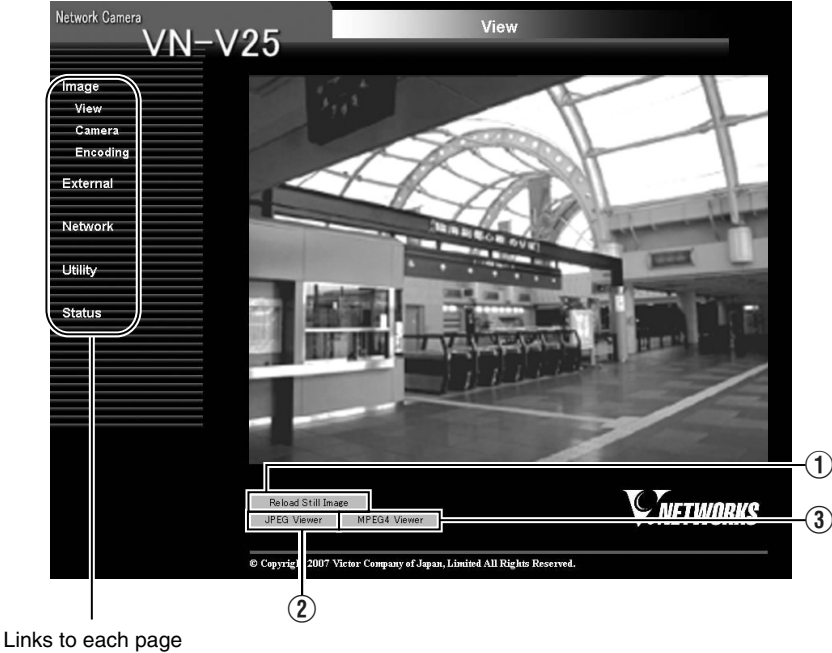 Network Camera
VN-V25
View
Image
View
Camera
Encoding
External
Network
Utility
Status
Reload Still Image
JPEG Viewer
MPEG4 Viewer
NETWORKS
© Copyright 2007 Victor Company of Japan, Limited All Rights Reserved.
①
③
②
Links to each page